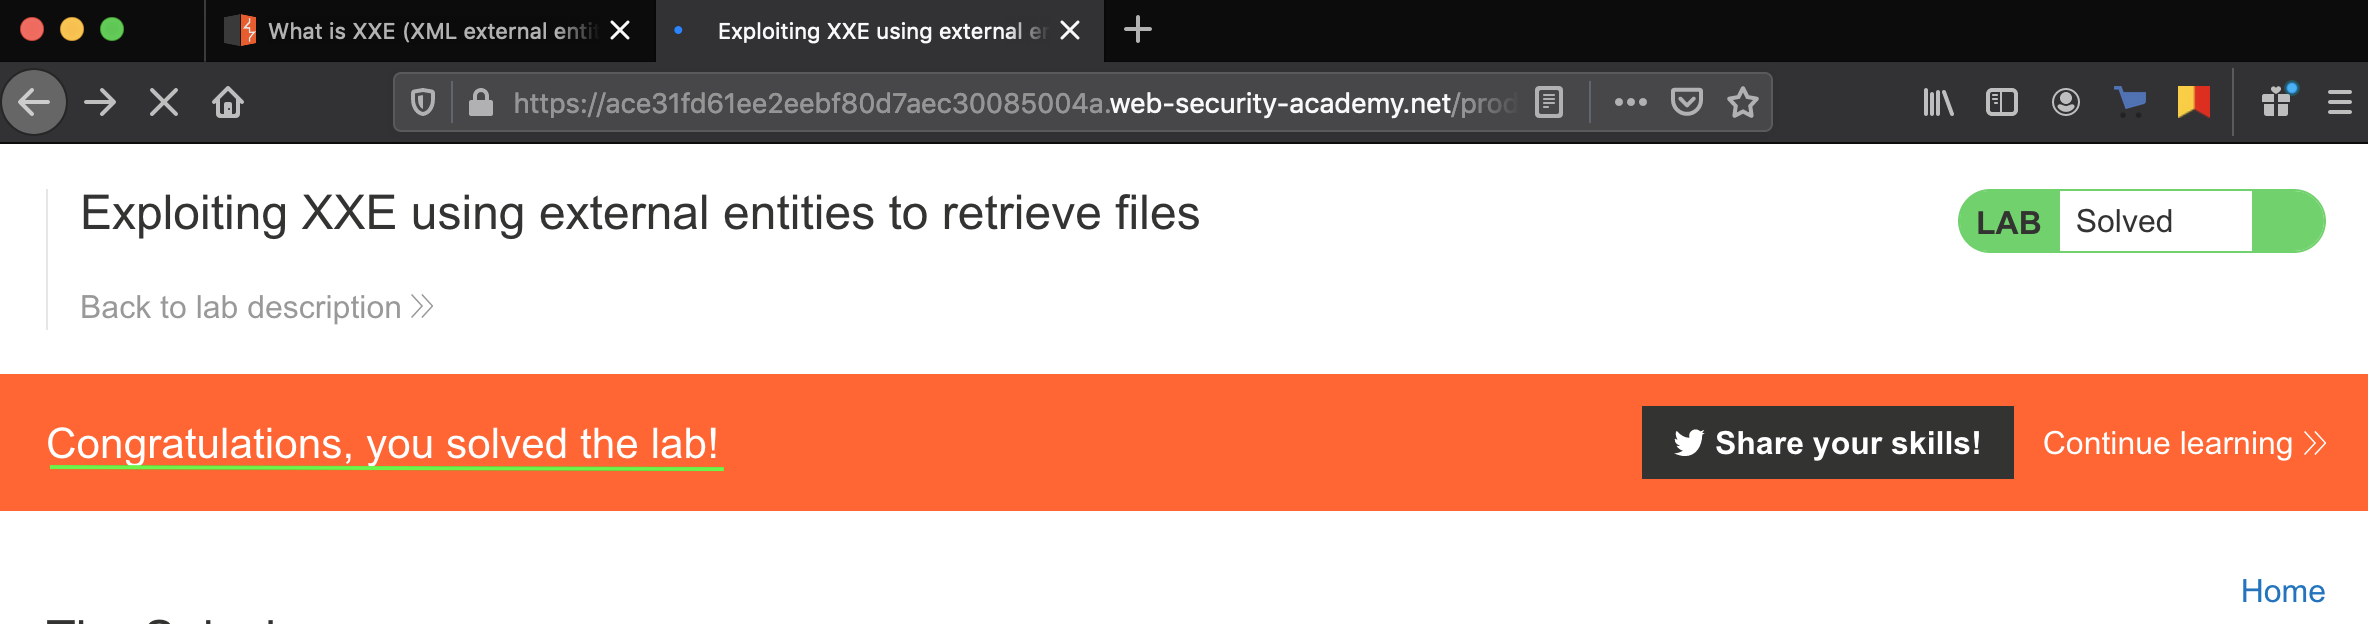 What is XXE (XML external enti
Exploiting XXE using external e
https://ace31fd61ee2eebf80d7aec30085004a.web-security-academy.net/prod
Exploiting XXE using external entities to retrieve files
LAB Solved
Back to lab description
Congratulations, you solved the lab!
Share your skills!
Continue learning
Home